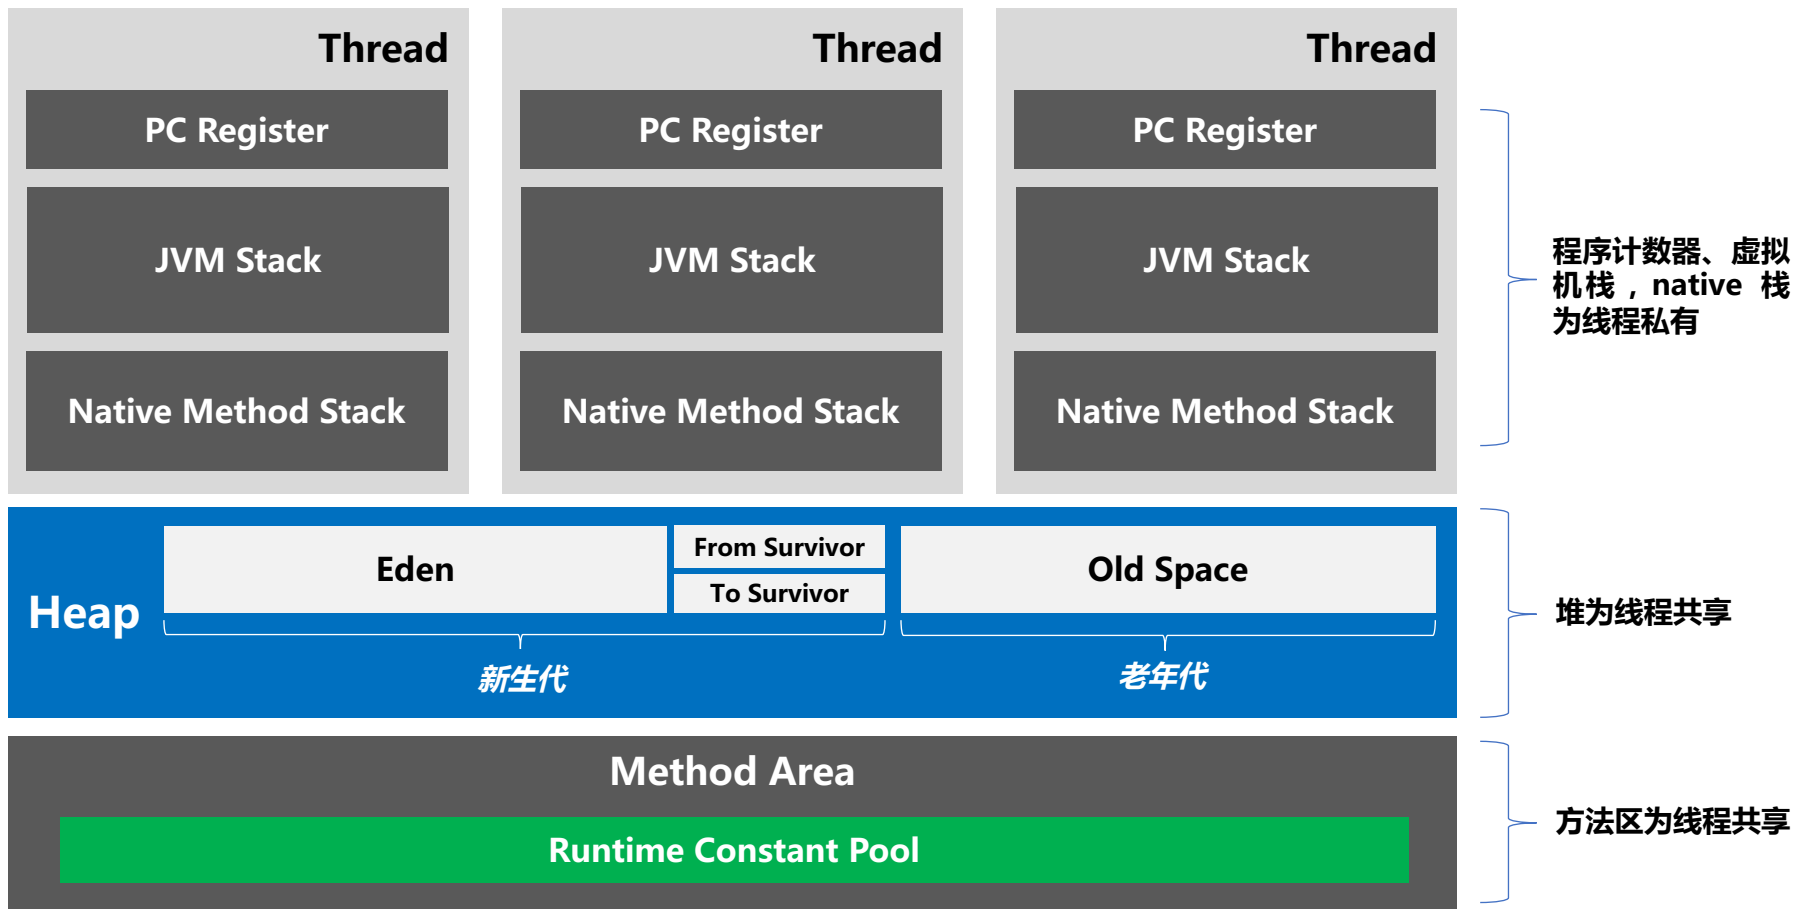 Thread
PC Register
JVM Stack
Native Method Stack
Thread
PC Register
JVM Stack
Native Method Stack
Thread
PC Register
JVM Stack
Native Method Stack
程序计数器、虚拟
机栈，native 栈
为线程私有
Heap
Eden
From Survivor
To Survivor
Old Space
新生代
老年代
堆为线程共享
Method Area
Runtime Constant Pool
方法区为线程共享